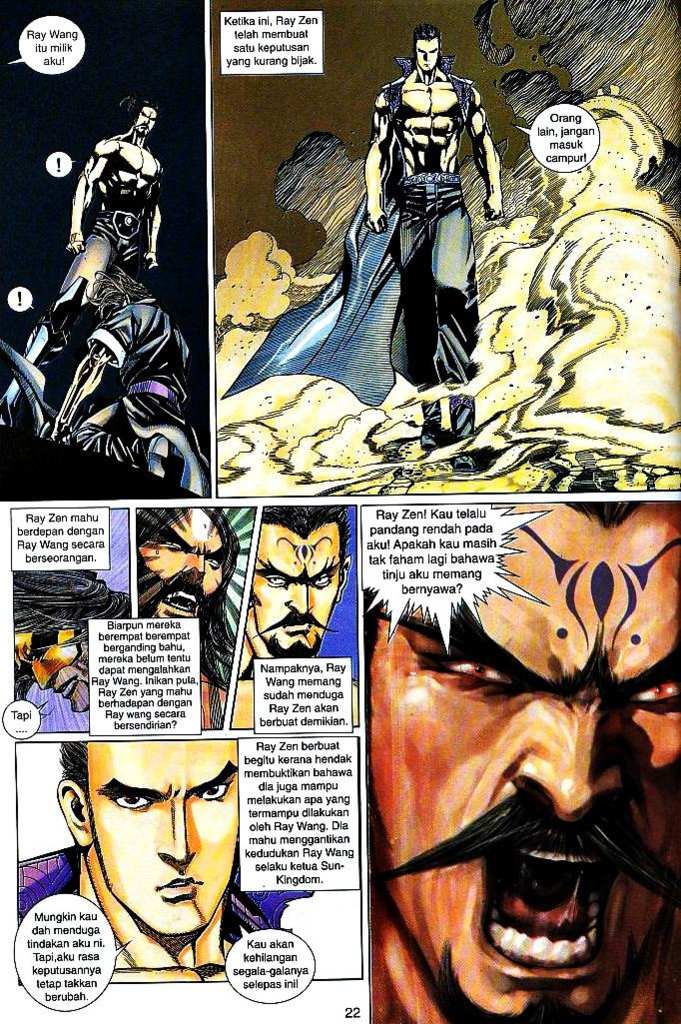 Ray Wang
itu milik
aku!
!
!
Ketika ini, Ray Zen
telah membuat
satu keputusan
yang kurang bijak.
Orang
lain, jangan
masuk
campur!
Ray Zen mahu
berdepan dengan
Ray Wang secara
berseorangan.
Tapi
....
Biarpun mereka
berempat berempat
berganding bahu,
mereka belum tentu
dapat mengalahkan
Ray Wang. Inikan pula,
Ray Zen yang mahu
berhadapan dengan
Ray wang secara
bersendirian?
Nampaknya, Ray
Wang memang
sudah menduga
Ray Zen akan
berbuat demikian.
Ray Zen! Kau telalu
pandang rendah pada
aku! Apakah kau masih
tak faham lagi bahawa
tinju aku memang
bernyawa?
Ray Zen berbuat
begitu kerana hendak
membuktikan bahawa
dia juga mampu
melakukan apa yang
termampu dilakukan
oleh Ray Wang. Dia
mahu menggantikan
kedudukan Ray Wang
selaku ketua Sun-
Kingdom.
Mungkin kau
dah menduga
tindakan aku ni.
Tapi,aku rasa
keputusannya
tetap takkan
berubah.
Kau akan
kehilangan
segala-galanya
selepas ini!
22